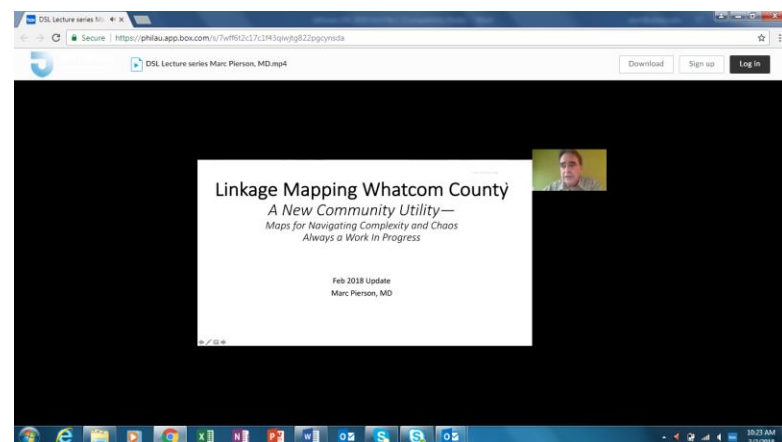 DSL Lecture series Ma
Secure | https://philau.app.box.com/s/7wff6t2c17c1f43qiwjtg822pgcynsda
DSL Lecture series Marc Pierson, MD.mp4
Download
Sign up
Log in
Linkage Mapping Whatcom County
A New Community Utility—
Maps for Navigating Complexity and Chaos
Always a Work In Progress
Feb 2018 Update
Marc Pierson, MD
10:23 AM